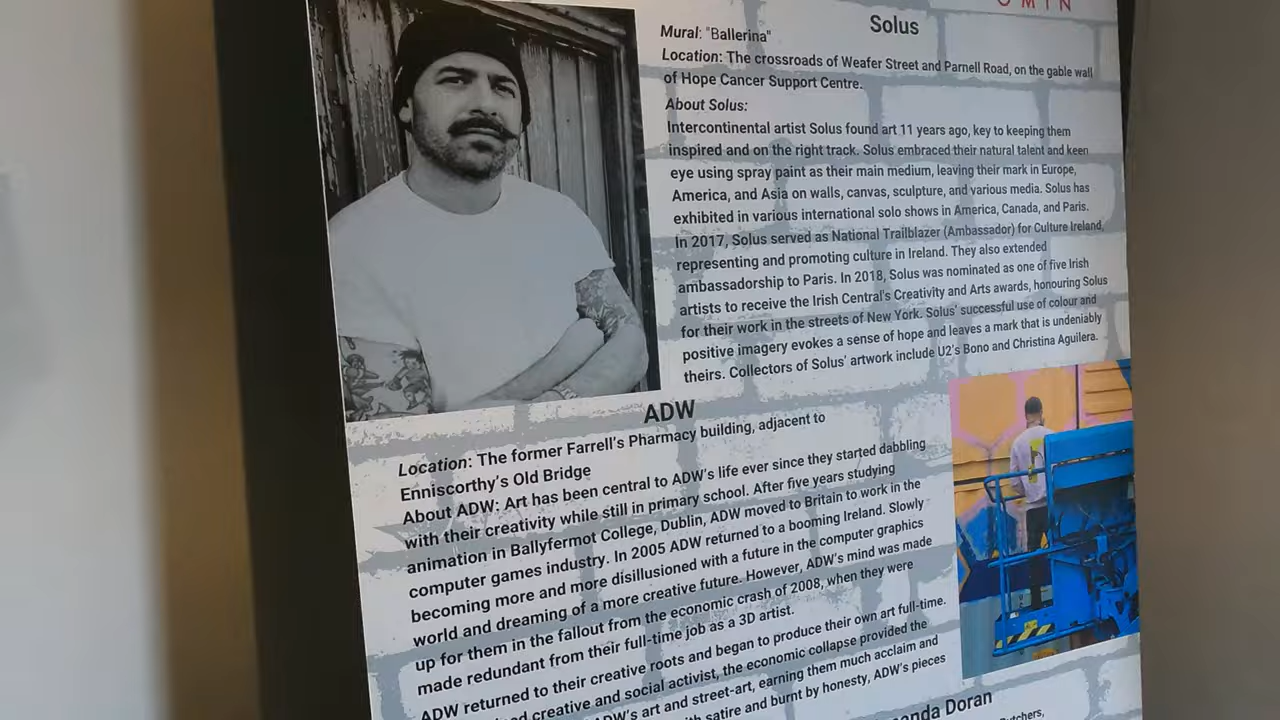 OMIN
Solus
Mural: "Ballerina"
Location: The crossroads of Weafer Street and Parnell Road, on the gable wall
of Hope Cancer Support Centre.
About Solus:
Intercontinental artist Solus found art 11 years ago, key to keeping them
inspired and on the right track. Solus embraced their natural talent and keen
eye using spray paint as their main medium, leaving their mark in Europe,
America, and Asia on walls, canvas, sculpture, and various media. Solus has
exhibited in various international solo shows in America, Canada, and Paris.
In 2017, Solus served as National Trailblazer (Ambassador) for Culture Ireland,
representing and promoting culture in Ireland. They also extended
ambassadorship to Paris. In 2018, Solus was nominated as one of five Irish
artists to receive the Irish Central's Creativity and Arts awards, honouring Solus
for their work in the streets of New York. Solus' successful use of colour and
positive imagery evokes a sense of hope and leaves a mark that is undeniably
theirs. Collectors of Solus' artwork include U2's Bono and Christina Aguilera.
ADW
Location: The former Farrell's Pharmacy building, adjacent to
Enniscorthy's Old Bridge
About ADW: Art has been central to ADW's life ever since they started dabbling
with their creativity while still in primary school. After five years studying
animation in Ballyfermot College, Dublin, ADW moved to Britain to work in the
computer games industry. In 2005 ADW returned to a booming Ireland. Slowly
becoming more and more disillusioned with a future in the computer graphics
world and dreaming of a more creative future. However, ADW's mind was made
up for them in the fallout from the economic crash of 2008, when they were
made redundant from their full-time job as a 3D artist.
ADW returned to their creative roots and began to produce their own art full-time.
creative and social activist, the economic collapse provided the
ADW's art and street-art, earning them much acclaim and
satire and burnt by honesty, ADW's pieces
Doran